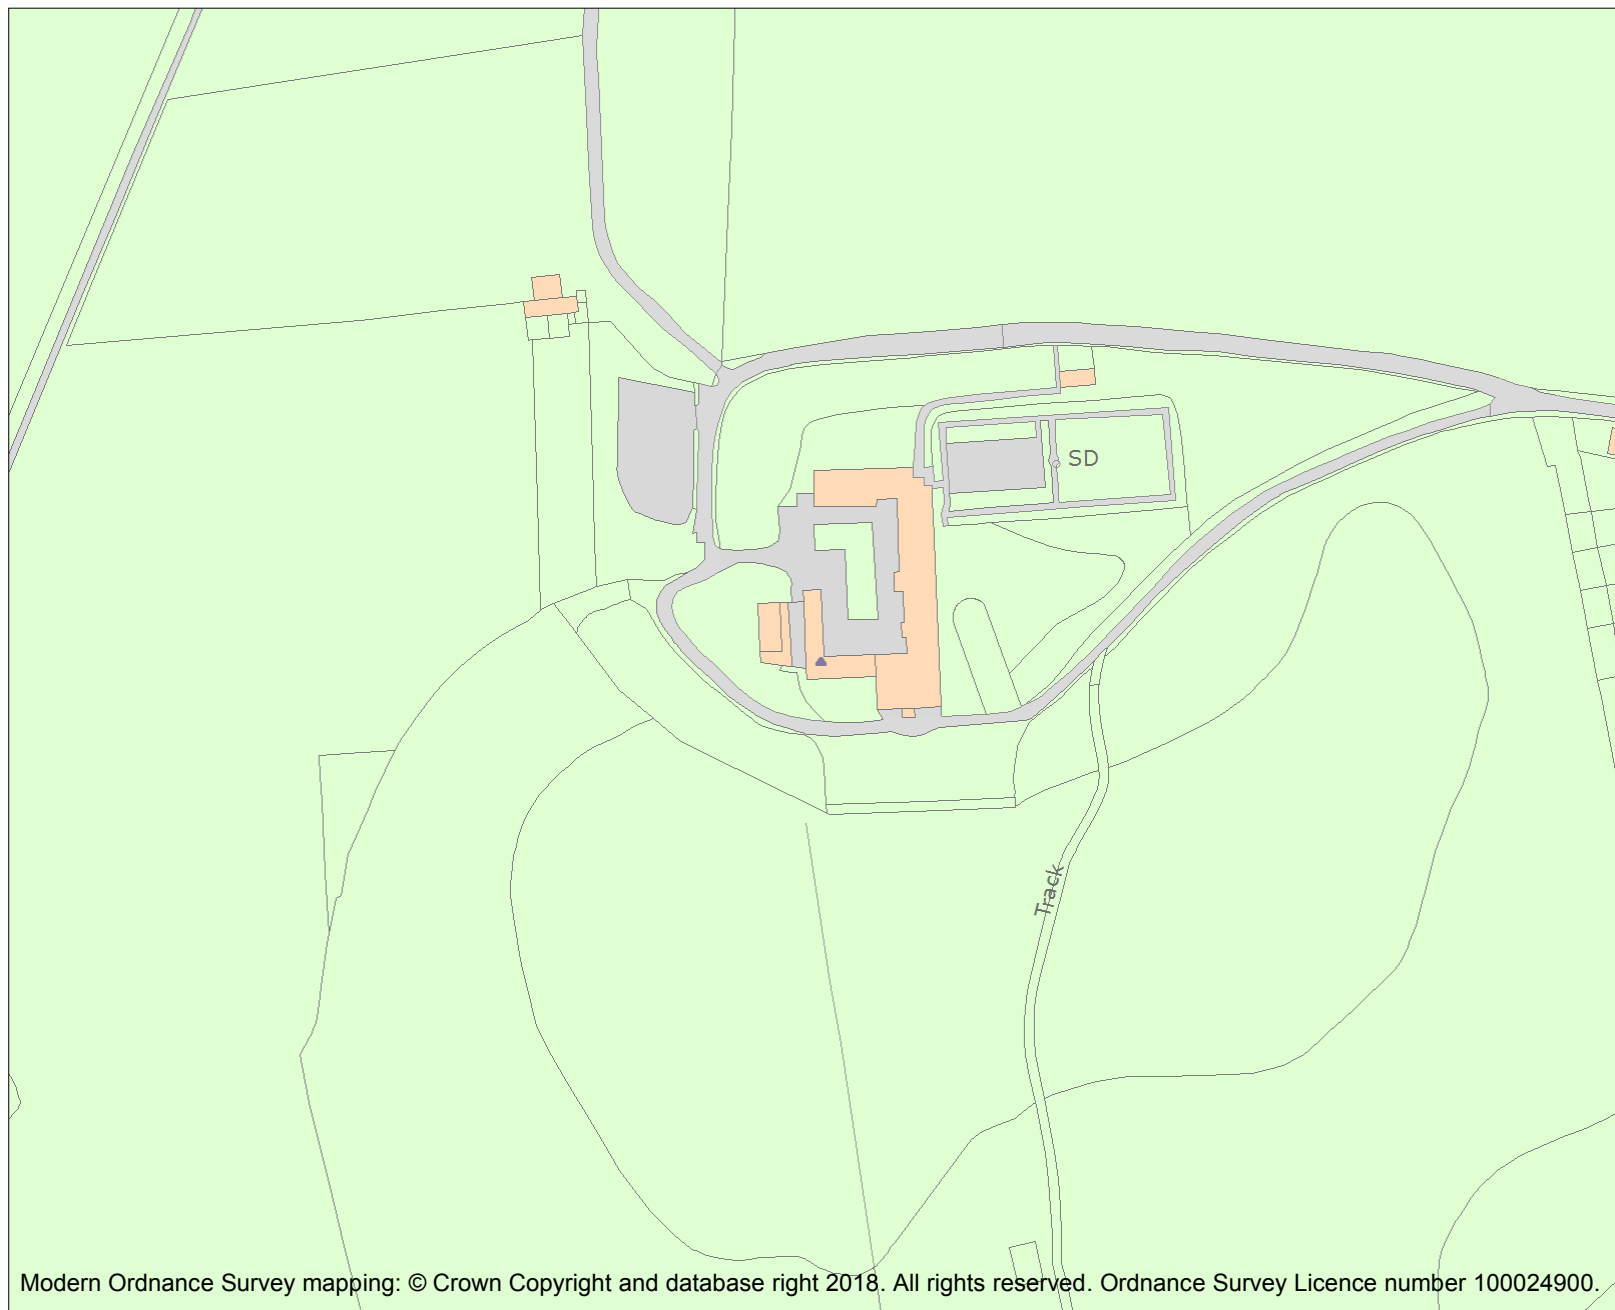 SD
Track
Modern Ordnance Survey mapping: © Crown Copyright and database right 2018. All rights reserved. Ordnance Survey Licence number 100024900.